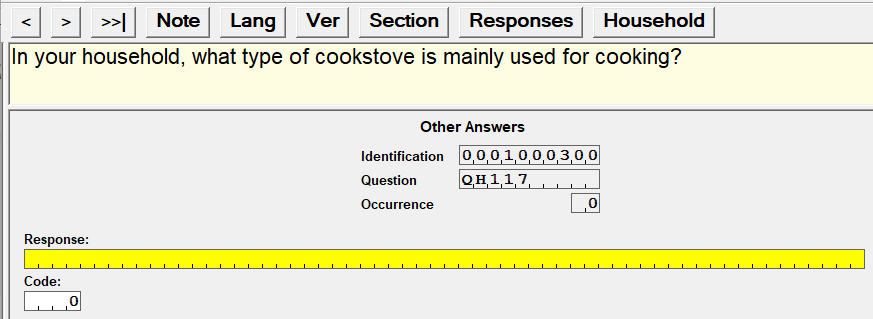 < > >>| Note Lang Ver Section Responses Household
In your household, what type of cookstove is mainly used for cooking?
Other Answers
Identification 0001000300
Question QH117
Occurrence 0
Response:
Code:
0